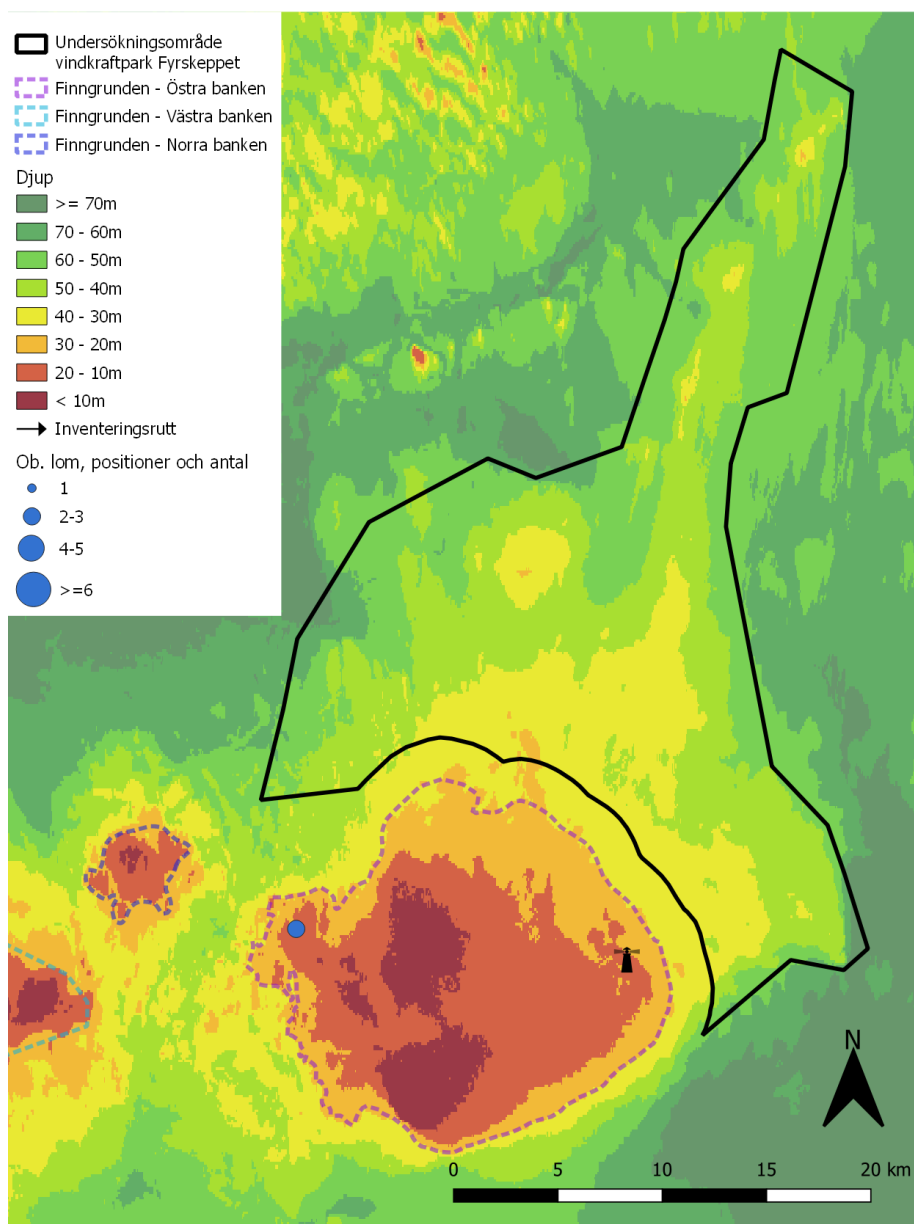 Undersökningsområde
vindkraftpark Fyrskeppet
Finngrunden - Östra banken
Finngrunden - Västra banken
Finngrunden - Norra banken
Djup
>= 70m
70 - 60m
60 - 50m
50 - 40m
40 - 30m
30 - 20m
20 - 10m
< 10m
Inventeringsrutt
Ob. lom, positioner och antal
1
2-3
4-5
>=6
N
0 5 10 15 20 km